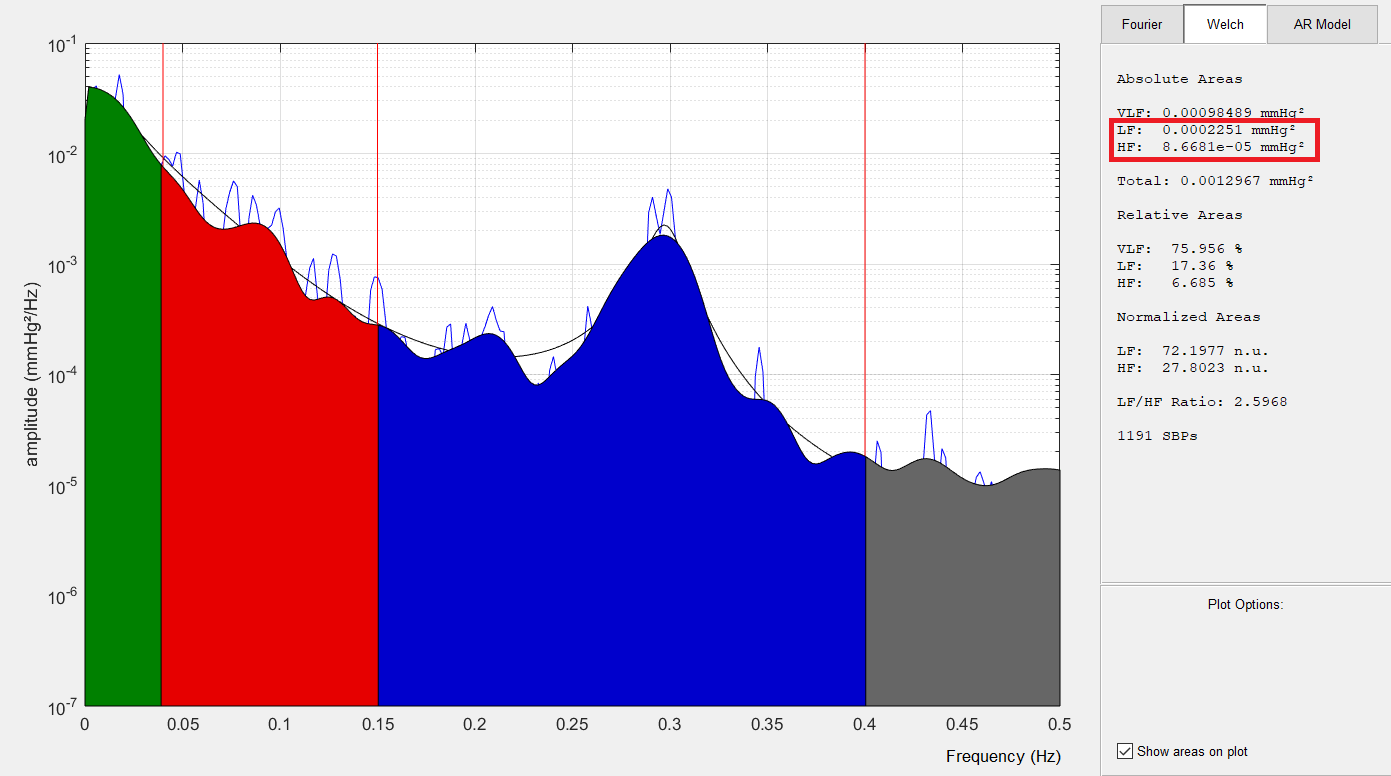 Fourier
Welch
AR Model
Absolute Areas
VLF: 0.00098489 mmHg²
LF: 0.0002251 mmHg²
HF: 8.6681e-05 mmHg²
Total: 0.0012967 mmHg²
Relative Areas
VLF: 75.956 %
LF: 17.36 %
HF: 6.685 %
Normalized Areas
LF: 72.1977 n.u.
HF: 27.8023 n.u.
LF/HF Ratio: 2.5968
1191 SBPs
Plot Options:
Show areas on plot
amplitude (mmHg²/Hz)
10⁻¹
10⁻²
10⁻³
10⁻⁴
10⁻⁵
10⁻⁶
10⁻⁷
0 0.05 0.1 0.15 0.2 0.25 0.3 0.35 0.4 0.45 0.5
Frequency (Hz)